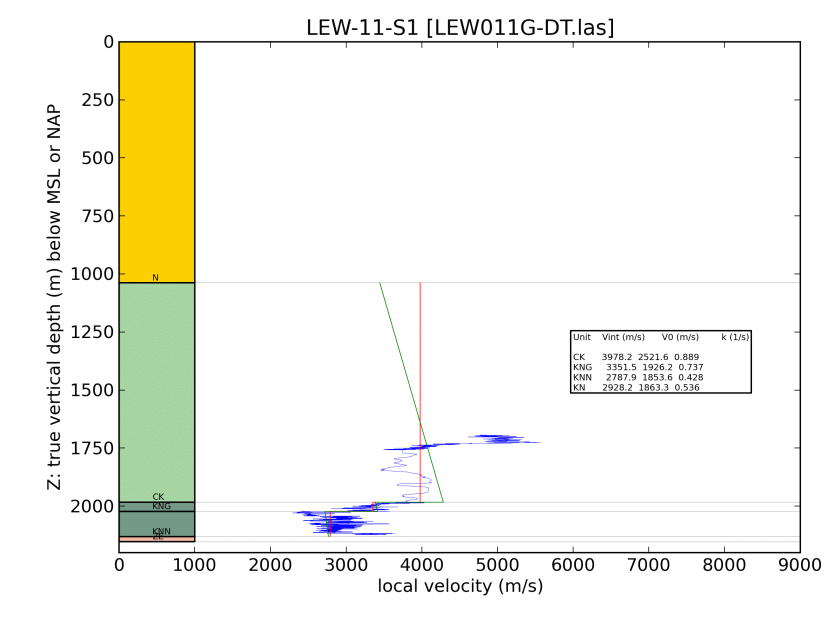 LEW-11-S1 [LEW011G-DT.las]
Z: true vertical depth (m) below MSL or NAP
0
250
500
750
1000
1250
1500
1750
2000
N
CK
KNG
KNN
Unit Vint (m/s) V0 (m/s) k (1/s)
CK 3978.2 2521.6 0.889
KNG 3351.5 1926.2 0.737
KNN 2787.9 1853.6 0.428
KN 2928.2 1863.3 0.536
0 1000 2000 3000 4000 5000 6000 7000 8000 9000
local velocity (m/s)